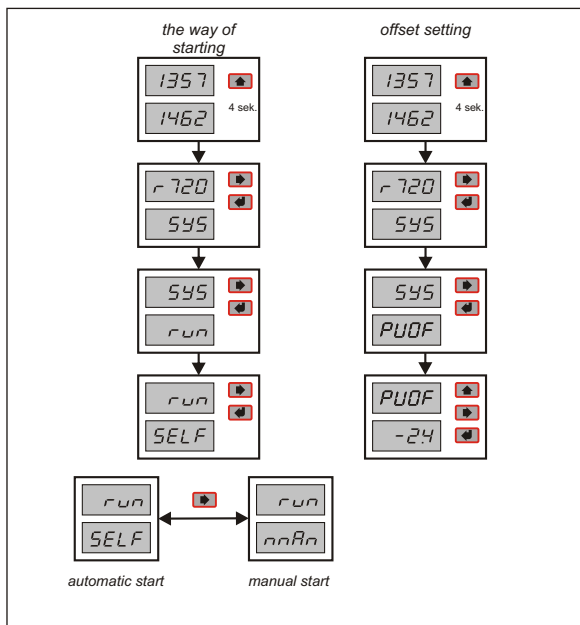 the way of
starting
1357
4 sek.
1462
r720
SYS
SYS
run
run
SELF
offset setting
1357
4 sek.
1462
r720
SYS
SYS
PUOF
PUOF
-2.4
run
SELF
automatic start
run
nnAn
manual start